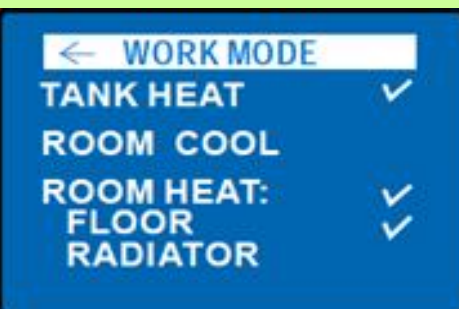 ← WORK MODE
TANK HEAT ✓
ROOM COOL
ROOM HEAT: ✓
FLOOR ✓
RADIATOR